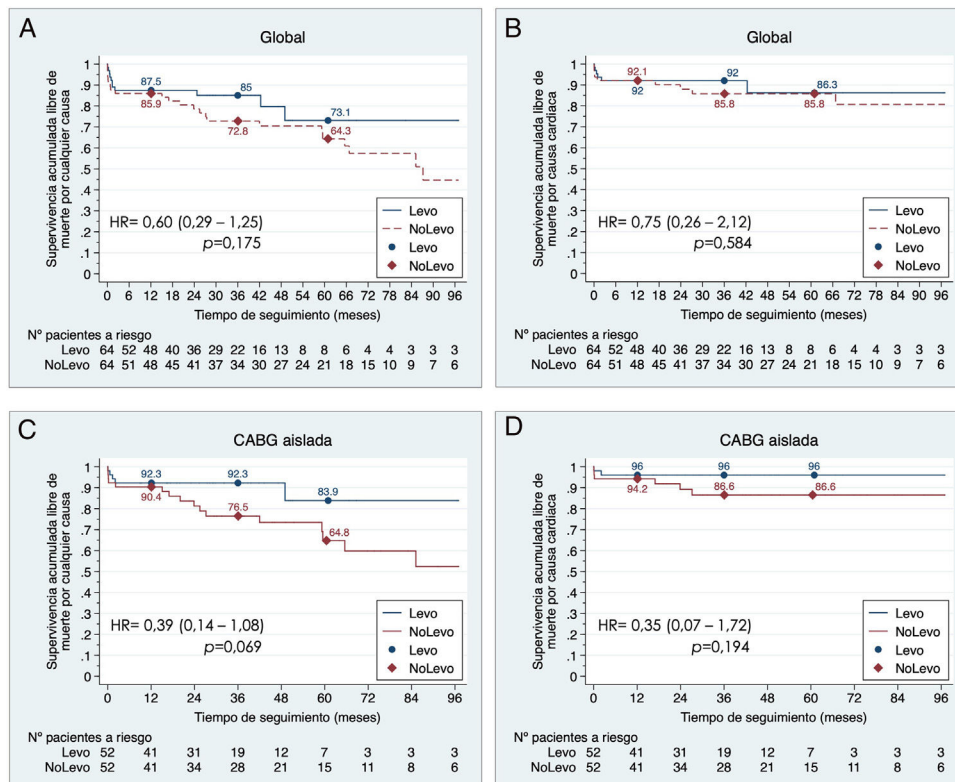 A
Global
Supervivencia acumulada libre de
muerte por cualquier causa
1
.9
.8
.7
.6
.5
.4
.3
.2
.1
0
87.5
85
73.1
85.9
72.8
64.3
HR= 0,60 (0,29 – 1,25)
p=0,175
Levo
NoLevo
Levo
NoLevo
0 6 12 18 24 30 36 42 48 54 60 66 72 78 84 90 96
Tiempo de seguimiento (meses)
Nº pacientes a riesgo
Levo 64 52 48 40 36 29 22 16 13 8 8 6 4 4 3 3 3
NoLevo 64 51 48 45 41 37 34 30 27 24 21 18 15 10 9 7 6
B
Global
Supervivencia acumulada libre de
muerte por causa cardiaca
1
.9
.8
.7
.6
.5
.4
.3
.2
.1
0
92.1
92
86.3
92
85.8
85.8
HR= 0,75 (0,26 – 2,12)
p=0,584
Levo
NoLevo
Levo
NoLevo
0 6 12 18 24 30 36 42 48 54 60 66 72 78 84 90 96
Tiempo de seguimiento (meses)
Nº pacientes a riesgo
Levo 64 52 48 40 36 29 22 16 13 8 8 6 4 4 3 3 3
NoLevo 64 51 48 45 41 37 34 30 27 24 21 18 15 10 9 7 6
C
CABG aislada
Supervivencia acumulada libre de
muerte por cualquier causa
1
.9
.8
.7
.6
.5
.4
.3
.2
.1
0
92.3
92.3
83.9
90.4
76.5
64.8
HR= 0,39 (0,14 – 1,08)
p=0,069
Levo
NoLevo
Levo
NoLevo
0 12 24 36 48 60 72 84 96
Tiempo de seguimiento (meses)
Nº pacientes a riesgo
Levo 52 41 31 19 12 7 3 3 3
NoLevo 52 41 34 28 21 15 11 8 6
D
CABG aislada
Supervivencia acumulada libre de
muerte por causa cardiaca
1
.9
.8
.7
.6
.5
.4
.3
.2
.1
0
96
96
96
94.2
86.6
86.6
HR= 0,35 (0,07 – 1,72)
p=0,194
Levo
NoLevo
Levo
NoLevo
0 12 24 36 48 60 72 84 96
Tiempo de seguimiento (meses)
Nº pacientes a riesgo
Levo 52 41 31 19 12 7 3 3 3
NoLevo 52 41 34 28 21 15 11 8 6